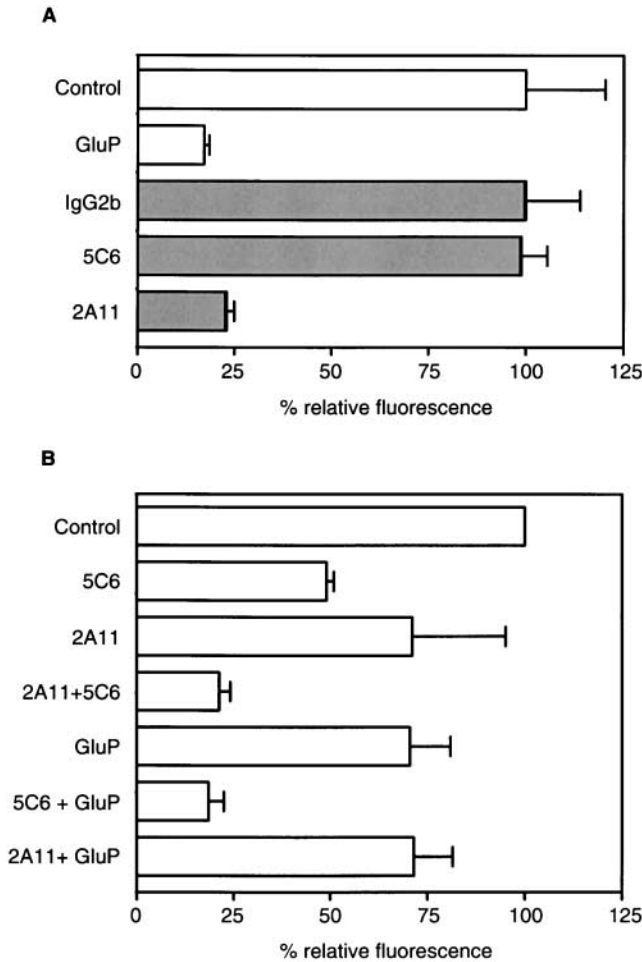 A
Control
GluP
IgG2b
5C6
2A11
0 25 50 75 100 125
% relative fluorescence
B
Control
5C6
2A11
2A11+5C6
GluP
5C6 + GluP
2A11+ GluP
0 25 50 75 100 125
% relative fluorescence